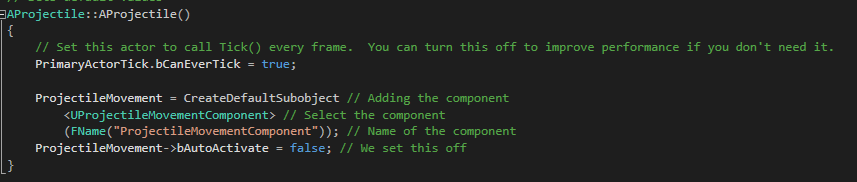 AProjectile::AProjectile()
{
// Set this actor to call Tick() every frame.  You can turn this off to improve performance if you don't need it.
PrimaryActorTick.bCanEverTick = true;
ProjectileMovement = CreateDefaultSubobject // Adding the component
<UProjectileMovementComponent> // Select the component
(FName("ProjectileMovementComponent")); // Name of the component
ProjectileMovement->bAutoActivate = false; // We set this off
}